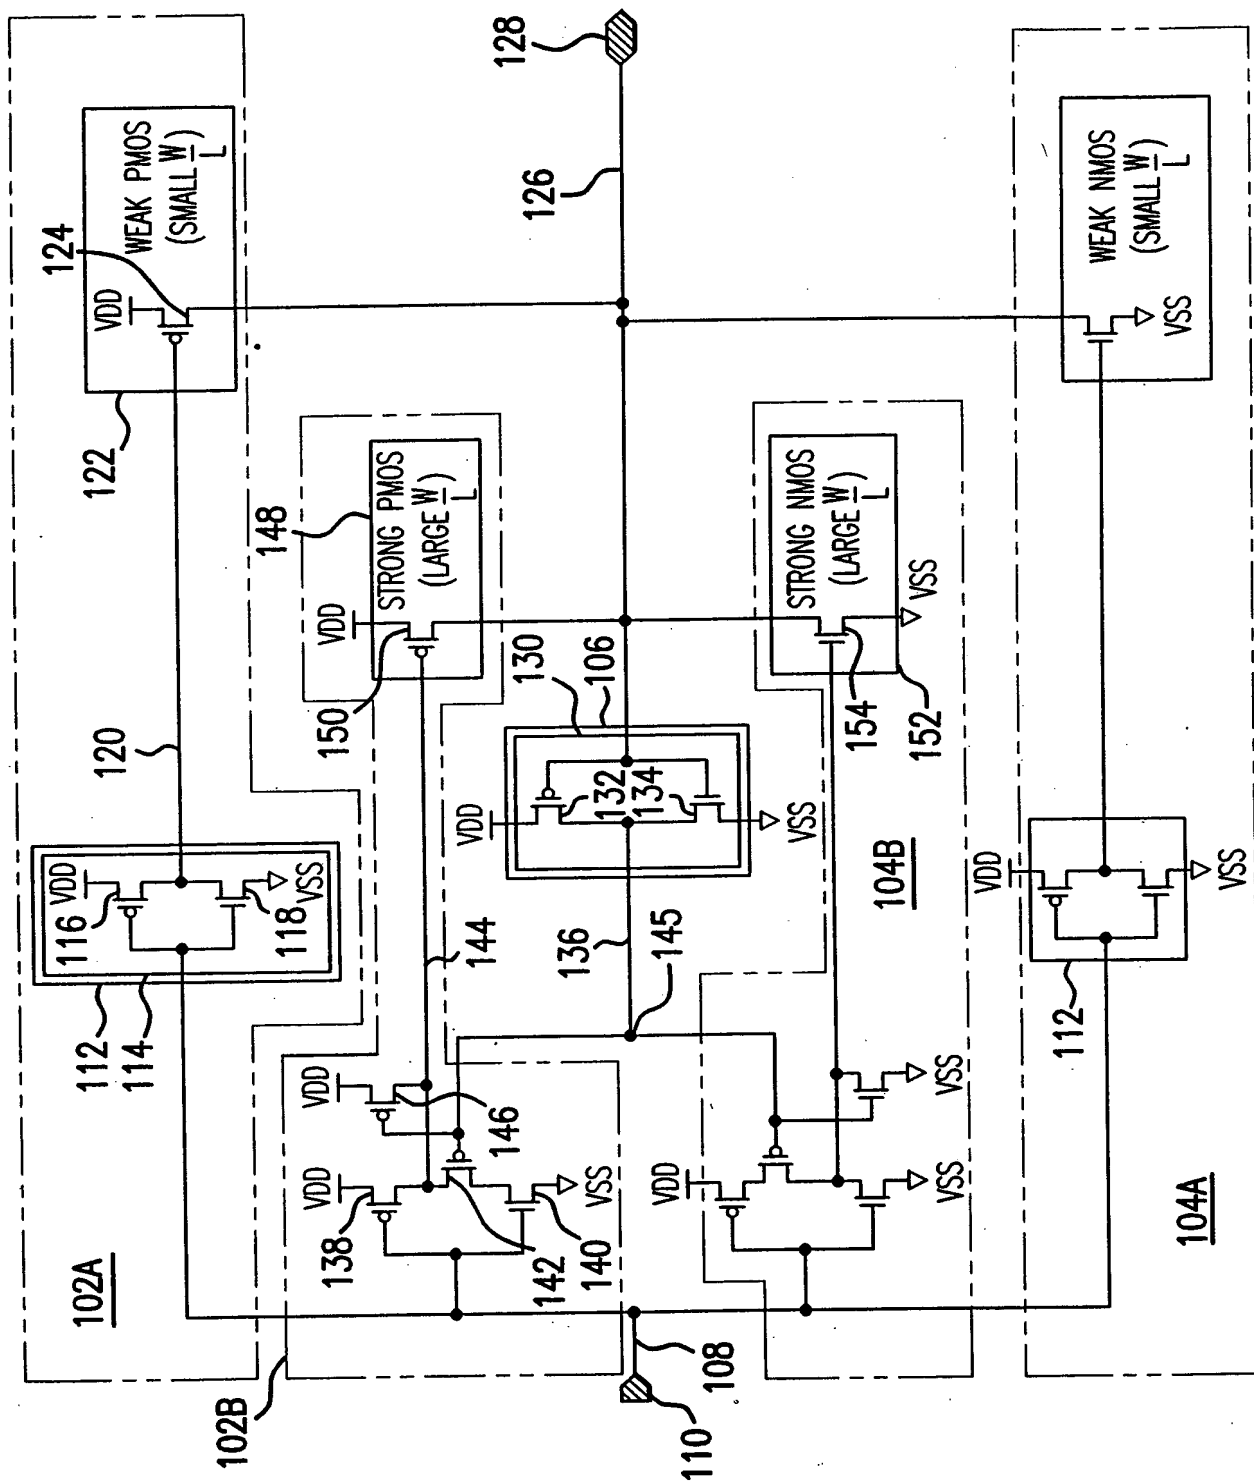 102A
112
114
116
118
VDD
VSS
120
122
124
VDD
WEAK PMOS
(SMALL W/L)
102B
VDD
138
VDD
146
142
140
VSS
144
148
VDD
150
STRONG PMOS
(LARGE W/L)
110
108
145
136
VDD
132
134
VSS
130
106
126
128
104B
VDD
VSS
VSS
STRONG NMOS
(LARGE W/L)
154
152
VSS
104A
112
VDD
VSS
WEAK NMOS
(SMALL W/L)
VSS